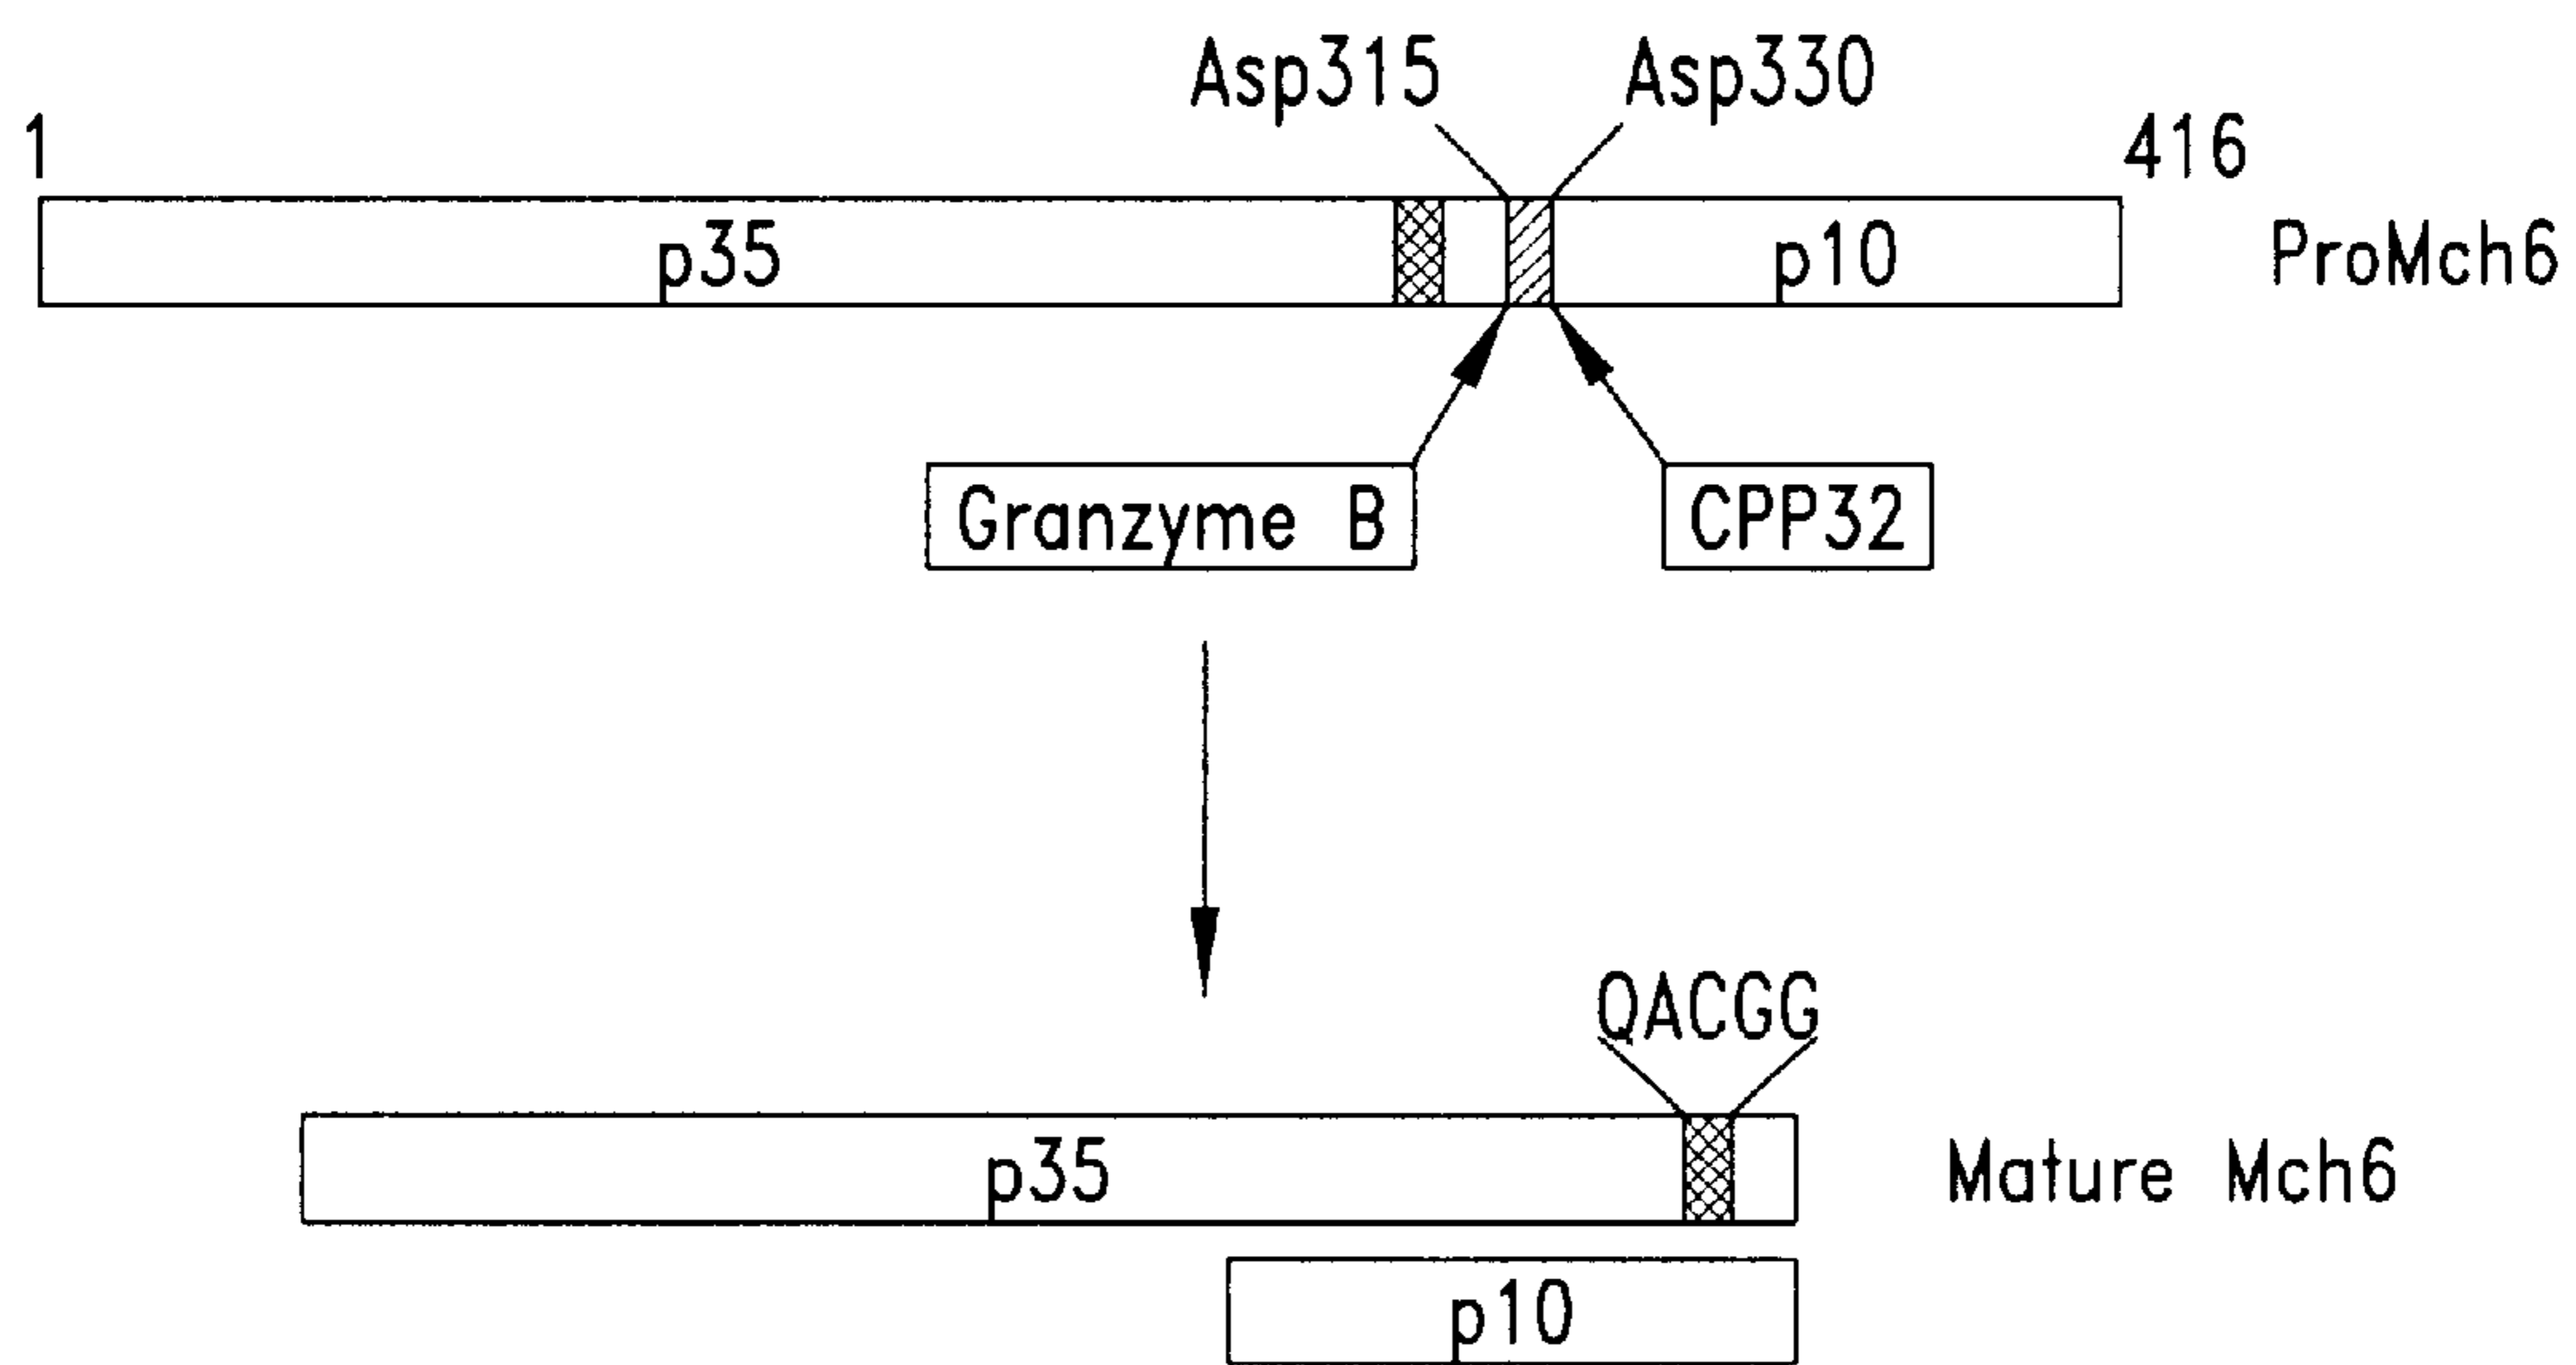 Asp315 Asp330
1 416
p35 p10 ProMch6
Granzyme B CPP32
QACGG
p35 Mature Mch6
p10